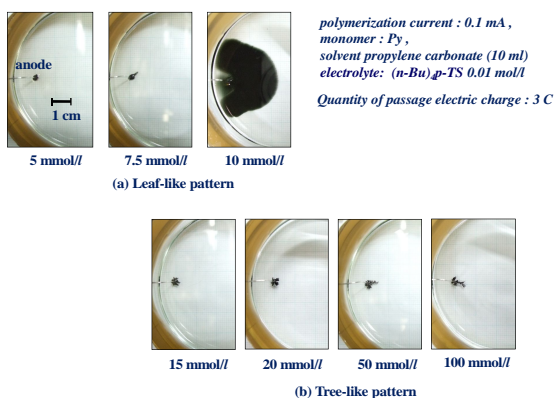 polymerization current : 0.1 mA ,
monomer : Py ,
solvent propylene carbonate (10 ml)
electrolyte: (n-Bu)4p-TS 0.01 mol/l
Quantity of passage electric charge : 3 C
anode
1 cm
5 mmol/l
7.5 mmol/l
10 mmol/l
(a) Leaf-like pattern
15 mmol/l
20 mmol/l
50 mmol/l
100 mmol/l
(b) Tree-like pattern